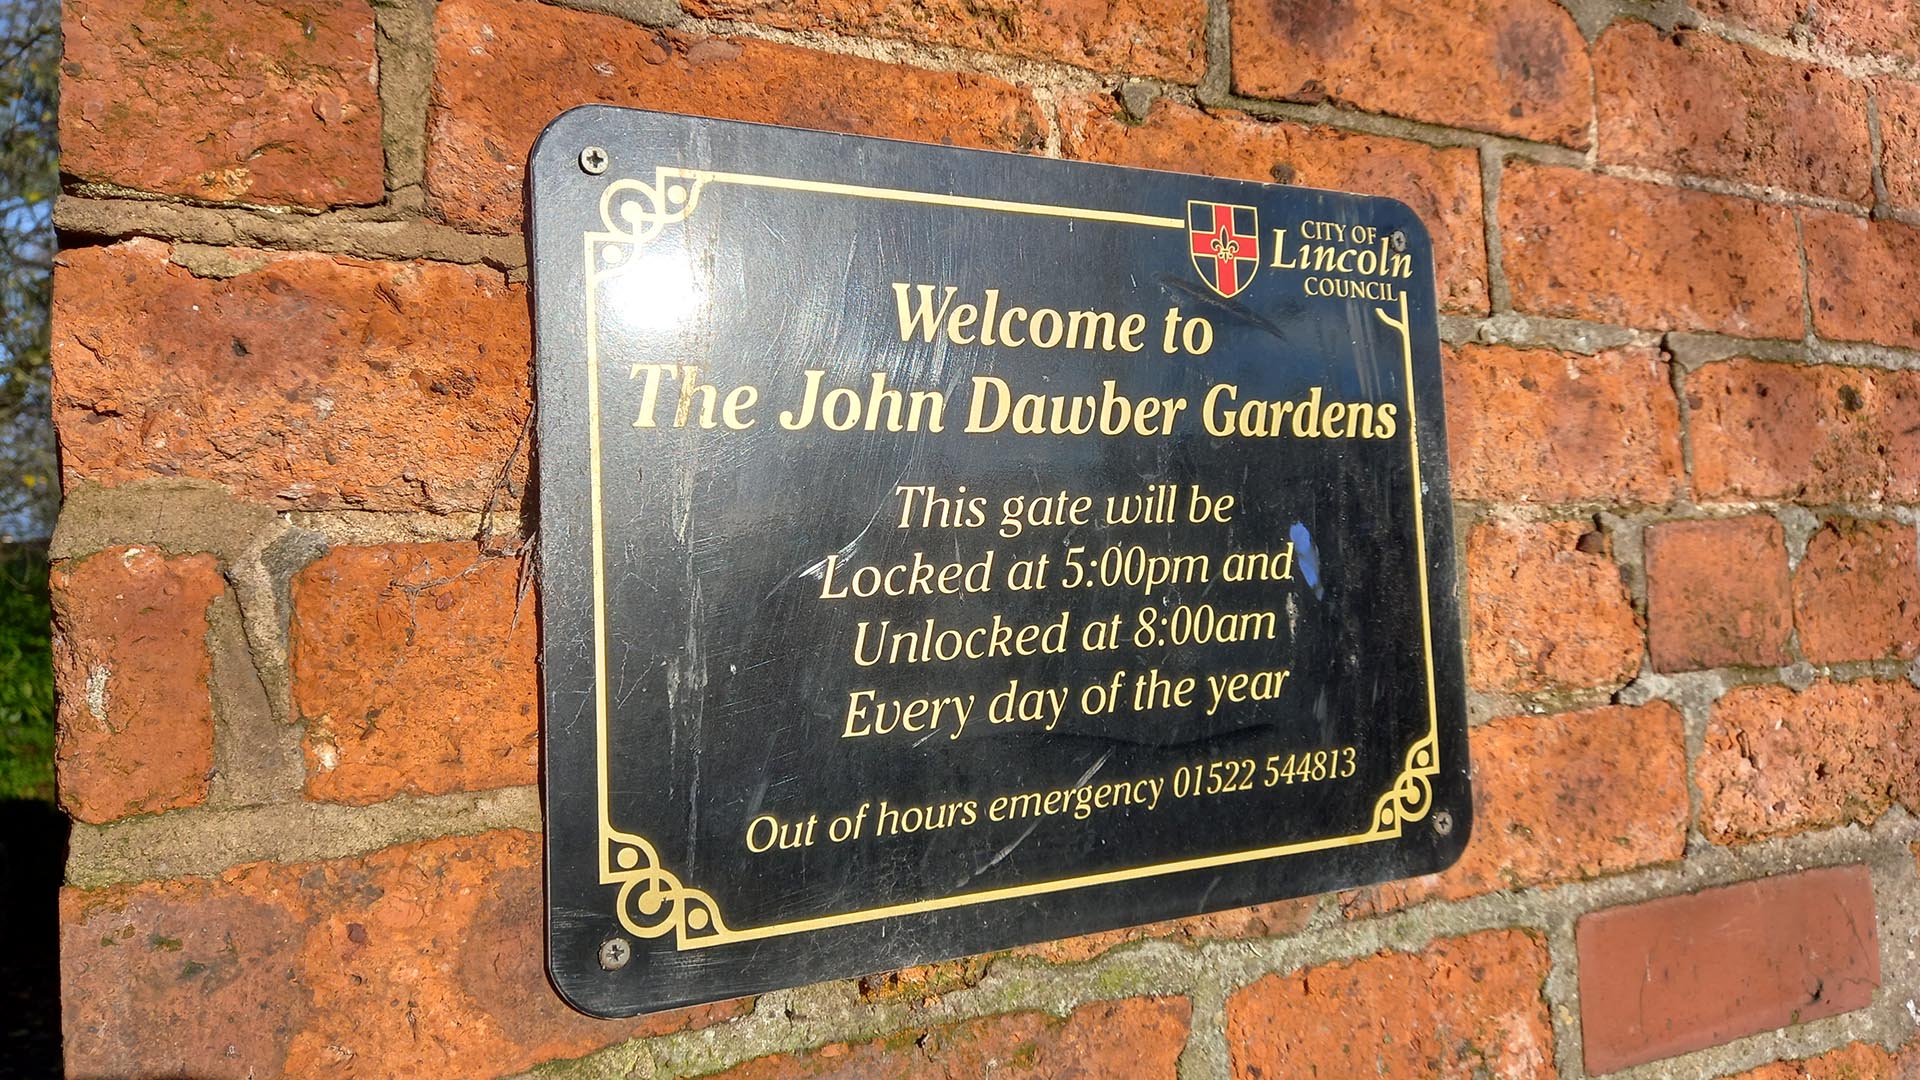 CITY OF
Lincoln
COUNCIL
Welcome to
The John Dawber Gardens
This gate will be
Locked at 5:00pm and
Unlocked at 8:00am
Every day of the year
Out of hours emergency 01522 544813